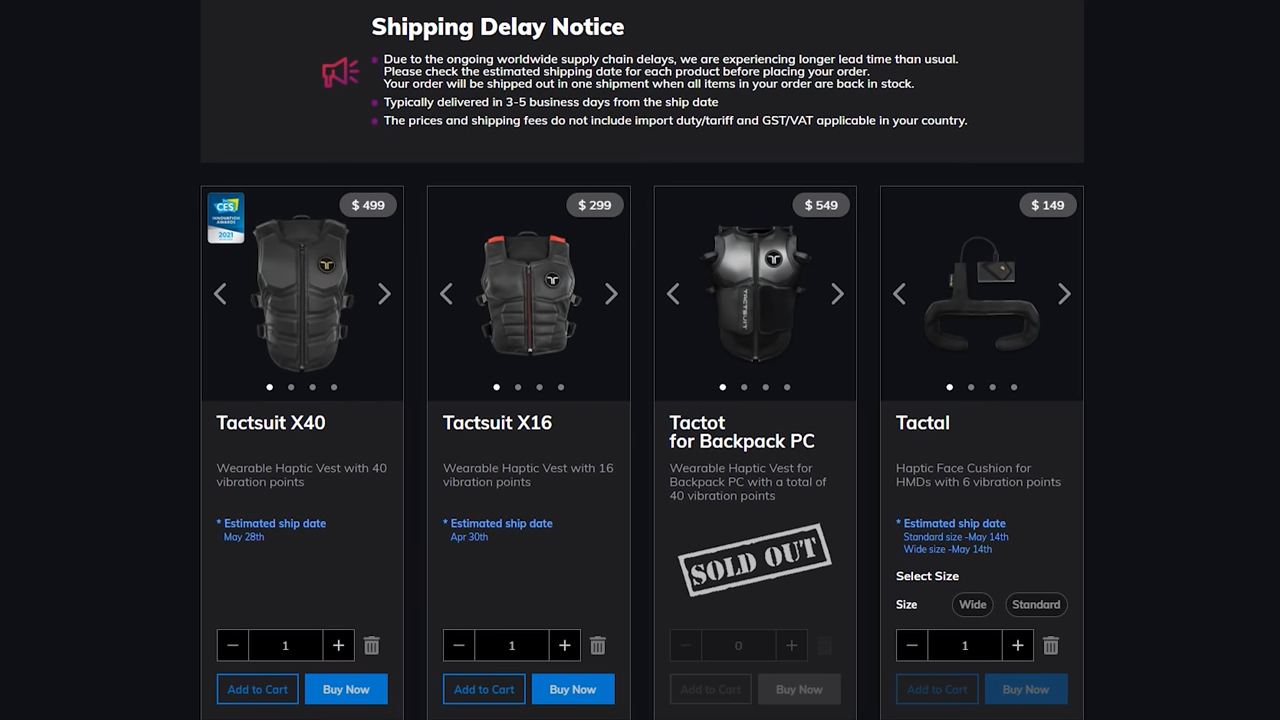 Shipping Delay Notice
Due to the ongoing worldwide supply chain delays, we are experiencing longer lead time than usual.
Please check the estimated shipping date for each product before placing your order.
Your order will be shipped out in one shipment when all items in your order are back in stock.
Typically delivered in 3-5 business days from the ship date
The prices and shipping fees do not include import duty/tariff and GST/VAT applicable in your country.
CES
INNOVATION
AWARDS
2021
$ 499
Tactsuit X40
Wearable Haptic Vest with 40
vibration points
* Estimated ship date
May 28th
1
Add to Cart
Buy Now
$ 299
Tactsuit X16
Wearable Haptic Vest with 16
vibration points
* Estimated ship date
Apr 30th
1
Add to Cart
Buy Now
$ 549
TACTSUIT
Tactot
for Backpack PC
Wearable Haptic Vest for
Backpack PC with a total of
40 vibration points
SOLD OUT
0
Add to Cart
Buy Now
$ 149
Tactal
Haptic Face Cushion for
HMDs with 6 vibration points
* Estimated ship date
Standard size -May 14th
Wide size -May 14th
Select Size
Size Wide Standard
1
Add to Cart
Buy Now